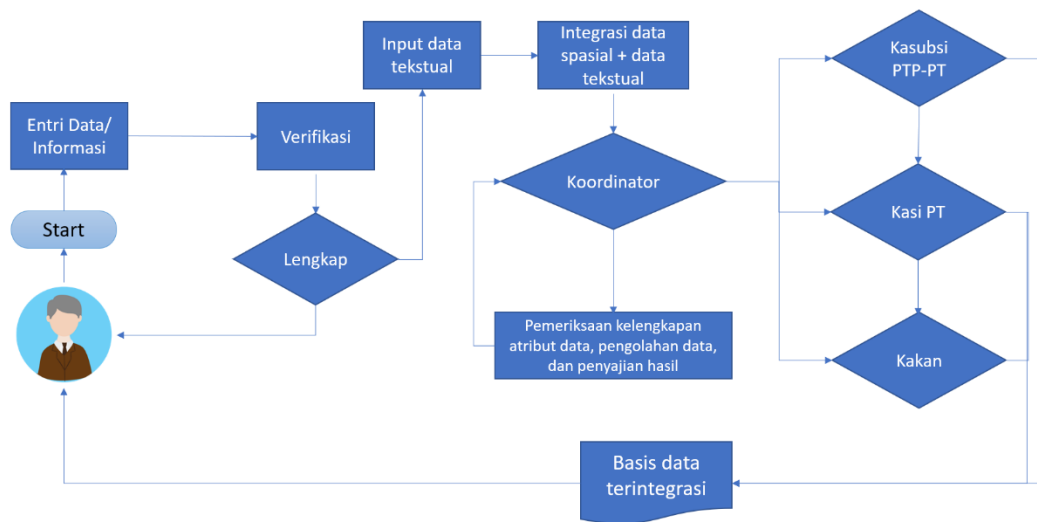 Entri Data/
Informasi
Start
Verifikasi
Lengkap
Input data
tekstual
Integrasi data
spasial + data
tekstual
Koordinator
Pemeriksaan kelengkapan
atribut data, pengolahan data,
dan penyajian hasil
Kasubsi
PTP-PT
Kasi PT
Kakan
Basis data
terintegrasi